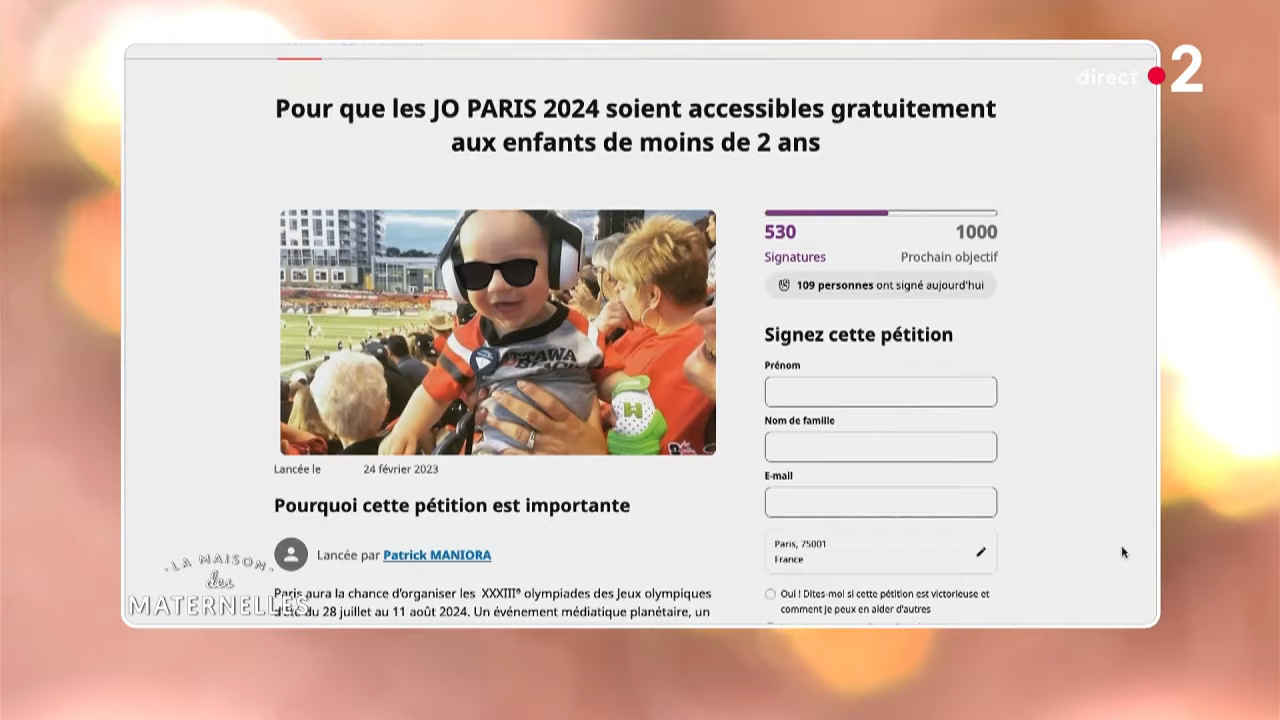 direct 2
Pour que les JO PARIS 2024 soient accessibles gratuitement
aux enfants de moins de 2 ans
530
1000
Signatures
Prochain objectif
109 personnes ont signé aujourd'hui
Signez cette pétition
Prénom
Nom de famille
E-mail
Paris, 75001
France
Oui ! Dites-moi si cette pétition est victorieuse et
comment je peux en aider d'autres
OTTAWA
H
Lancée le 24 février 2023
Pourquoi cette pétition est importante
Lancée par Patrick MANIORA
Paris aura la chance d'organiser les XXXIIIe olympiades des Jeux olympiques
d'été du 28 juillet au 11 août 2024. Un événement médiatique planétaire, un
LA MAISON
des
MATERNELLES